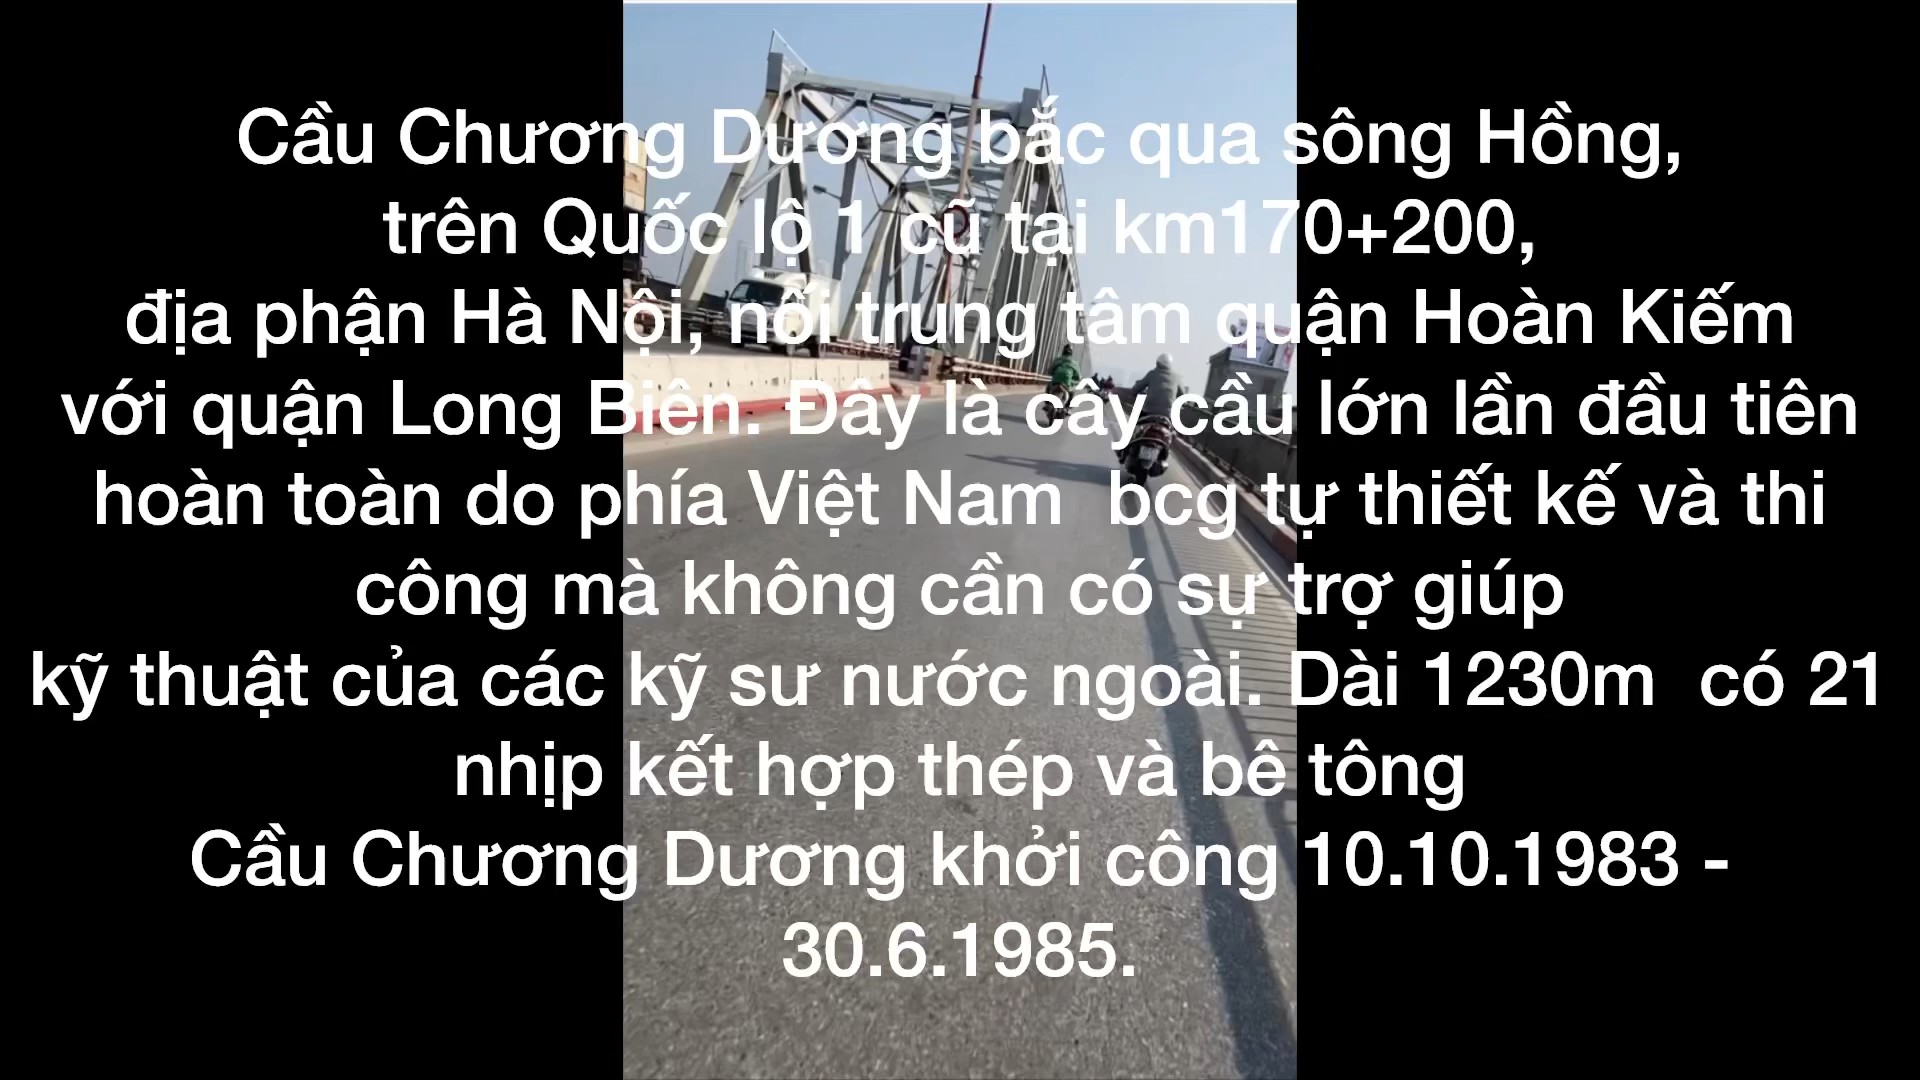 Cầu Chương Dương bắc qua sông Hồng,
trên Quốc lộ 1 cũ tại km170+200,
địa phận Hà Nội, nối trung tâm quận Hoàn Kiếm
với quận Long Biên. Đây là cây cầu lớn lần đầu tiên
hoàn toàn do phía Việt Nam  bcg tự thiết kế và thi
công mà không cần có sự trợ giúp
kỹ thuật của các kỹ sư nước ngoài. Dài 1230m  có 21
nhịp kết hợp thép và bê tông
Cầu Chương Dương khởi công 10.10.1983 -
30.6.1985.